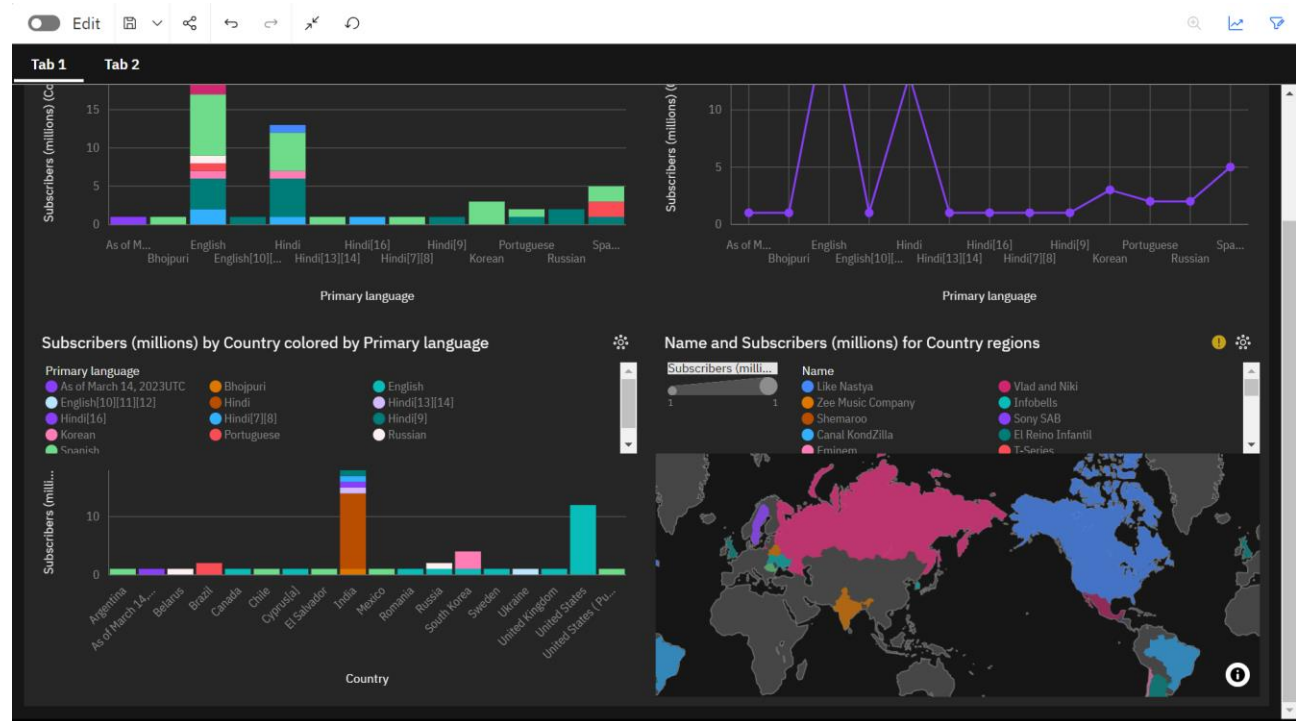 Edit
Tab 1 Tab 2
Subscribers (millions) (Co
15
10
5
0
As of M... English Hindi Hindi[16] Hindi[9] Portuguese Spa...
Bhojpuri English[10][... Hindi[13][14] Hindi[7][8] Korean Russian
Primary language
Subscribers (millions) (
10
5
0
As of M... English Hindi Hindi[16] Hindi[9] Portuguese Spa...
Bhojpuri English[10][... Hindi[13][14] Hindi[7][8] Korean Russian
Primary language
Subscribers (millions) by Country colored by Primary language
Primary language
As of March 14, 2023UTC Bhojpuri English
English[10][11][12] Hindi Hindi[13][14]
Hindi[16] Hindi[7][8] Hindi[9]
Korean Portuguese Russian
Spanish
Subscribers (milli...
10
0
Argentina
As of March 14,...
Belarus
Brazil
Canada
Chile
Cyprus[a]
El Salvador
India
Mexico
Romania
Russia
South Korea
Sweden
Ukraine
United Kingdom
United States
United States ( Pu...
Country
Name and Subscribers (millions) for Country regions
Subscribers (milli...
1 1
Name
Like Nastya Vlad and Niki
Zee Music Company Infobells
Shemaroo Sony SAB
Canal KondZilla El Reino Infantil
Eminem T-Series